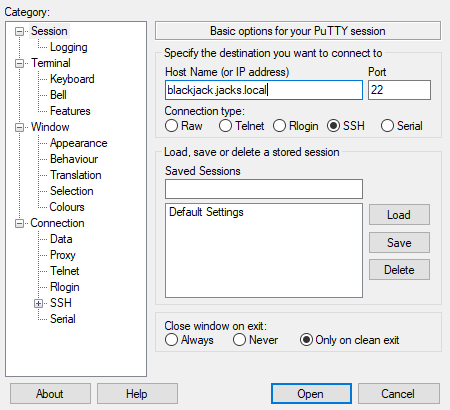 Category:
Session
Logging
Terminal
Keyboard
Bell
Features
Window
Appearance
Behaviour
Translation
Selection
Colours
Connection
Data
Proxy
Telnet
Rlogin
SSH
Serial
Basic options for your PuTTY session
Specify the destination you want to connect to
Host Name (or IP address) Port
blackjack.jacks.local 22
Connection type:
Raw Telnet Rlogin SSH Serial
Load, save or delete a stored session
Saved Sessions
Default Settings
Load
Save
Delete
Close window on exit:
Always Never Only on clean exit
About Help Open Cancel